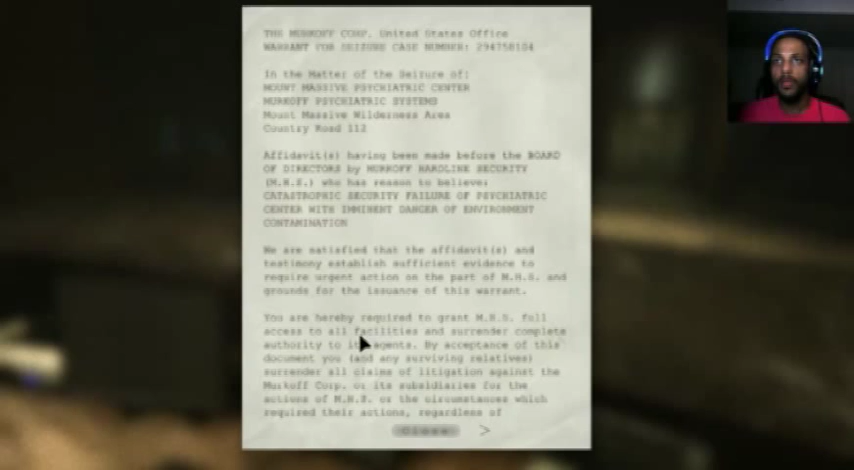 THE MURKOFF CORP. United States Office
WARRANT FOR SEIZURE CASE NUMBER: 294758104
In the Matter of the Seizure of:
MOUNT MASSIVE PSYCHIATRIC CENTER
MURKOFF PSYCHIATRIC SYSTEMS
Mount Massive Wilderness Area
Country Road 112
Affidavit(s) having been made before the BOARD
OF DIRECTORS by MURKOFF HARDLINE SECURITY
(M.H.S.) who has reason to believe:
CATASTROPHIC SECURITY FAILURE OF PSYCHIATRIC
CENTER WITH IMMINENT DANGER OF ENVIRONMENT
CONTAMINATION
We are satisfied that the affidavit(s) and
testimony establish sufficient evidence to
require urgent action on the part of M.H.S. and
grounds for the issuance of this warrant.
You are hereby required to grant M.H.S. full
access to all facilities and surrender complete
authority to its agents. By acceptance of this
document you (and any surviving relatives)
surrender all claims of litigation against the
Murkoff Corp. or its subsidiaries for the
actions of M.H.S. or the circumstances which
required their actions, regardless of
Close >